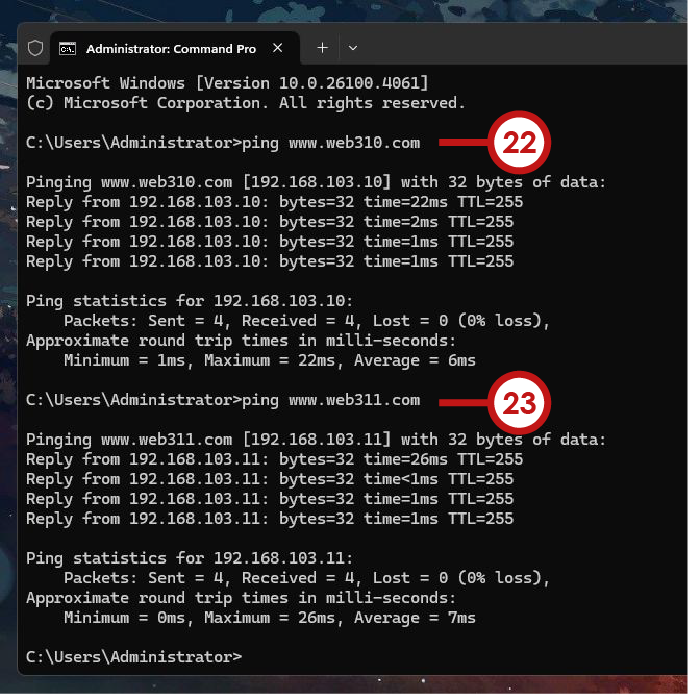 Administrator: Command Pro
Microsoft Windows [Version 10.0.26100.4061]
(c) Microsoft Corporation. All rights reserved.
C:\Users\Administrator>ping www.web310.com
22
Pinging www.web310.com [192.168.103.10] with 32 bytes of data:
Reply from 192.168.103.10: bytes=32 time=22ms TTL=255
Reply from 192.168.103.10: bytes=32 time=2ms TTL=255
Reply from 192.168.103.10: bytes=32 time=1ms TTL=255
Reply from 192.168.103.10: bytes=32 time=1ms TTL=255
Ping statistics for 192.168.103.10:
    Packets: Sent = 4, Received = 4, Lost = 0 (0% loss),
Approximate round trip times in milli-seconds:
    Minimum = 1ms, Maximum = 22ms, Average = 6ms
C:\Users\Administrator>ping www.web311.com
23
Pinging www.web311.com [192.168.103.11] with 32 bytes of data:
Reply from 192.168.103.11: bytes=32 time=26ms TTL=255
Reply from 192.168.103.11: bytes=32 time<1ms TTL=255
Reply from 192.168.103.11: bytes=32 time=1ms TTL=255
Reply from 192.168.103.11: bytes=32 time=1ms TTL=255
Ping statistics for 192.168.103.11:
    Packets: Sent = 4, Received = 4, Lost = 0 (0% loss),
Approximate round trip times in milli-seconds:
    Minimum = 0ms, Maximum = 26ms, Average = 7ms
C:\Users\Administrator>